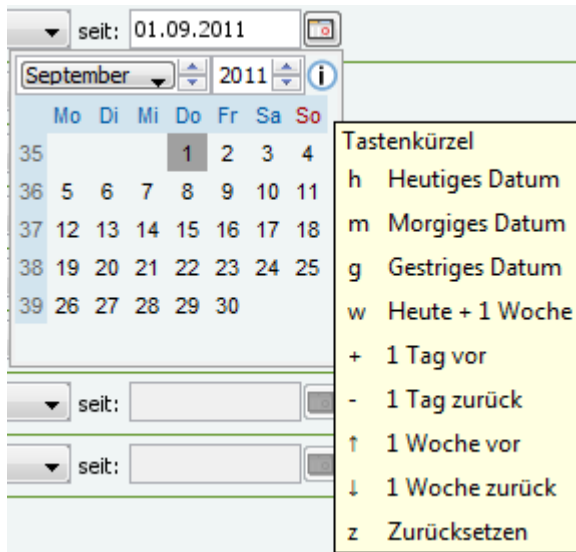 seit: 01.09.2011
September 2011 i
Mo Di Mi Do Fr Sa So
35 1 2 3 4
36 5 6 7 8 9 10 11
37 12 13 14 15 16 17 18
38 19 20 21 22 23 24 25
39 26 27 28 29 30
seit:
seit:
Tastenkürzel
h Heutiges Datum
m Morgiges Datum
g Gestriges Datum
w Heute + 1 Woche
+ 1 Tag vor
- 1 Tag zurück
↑ 1 Woche vor
↓ 1 Woche zurück
z Zurücksetzen